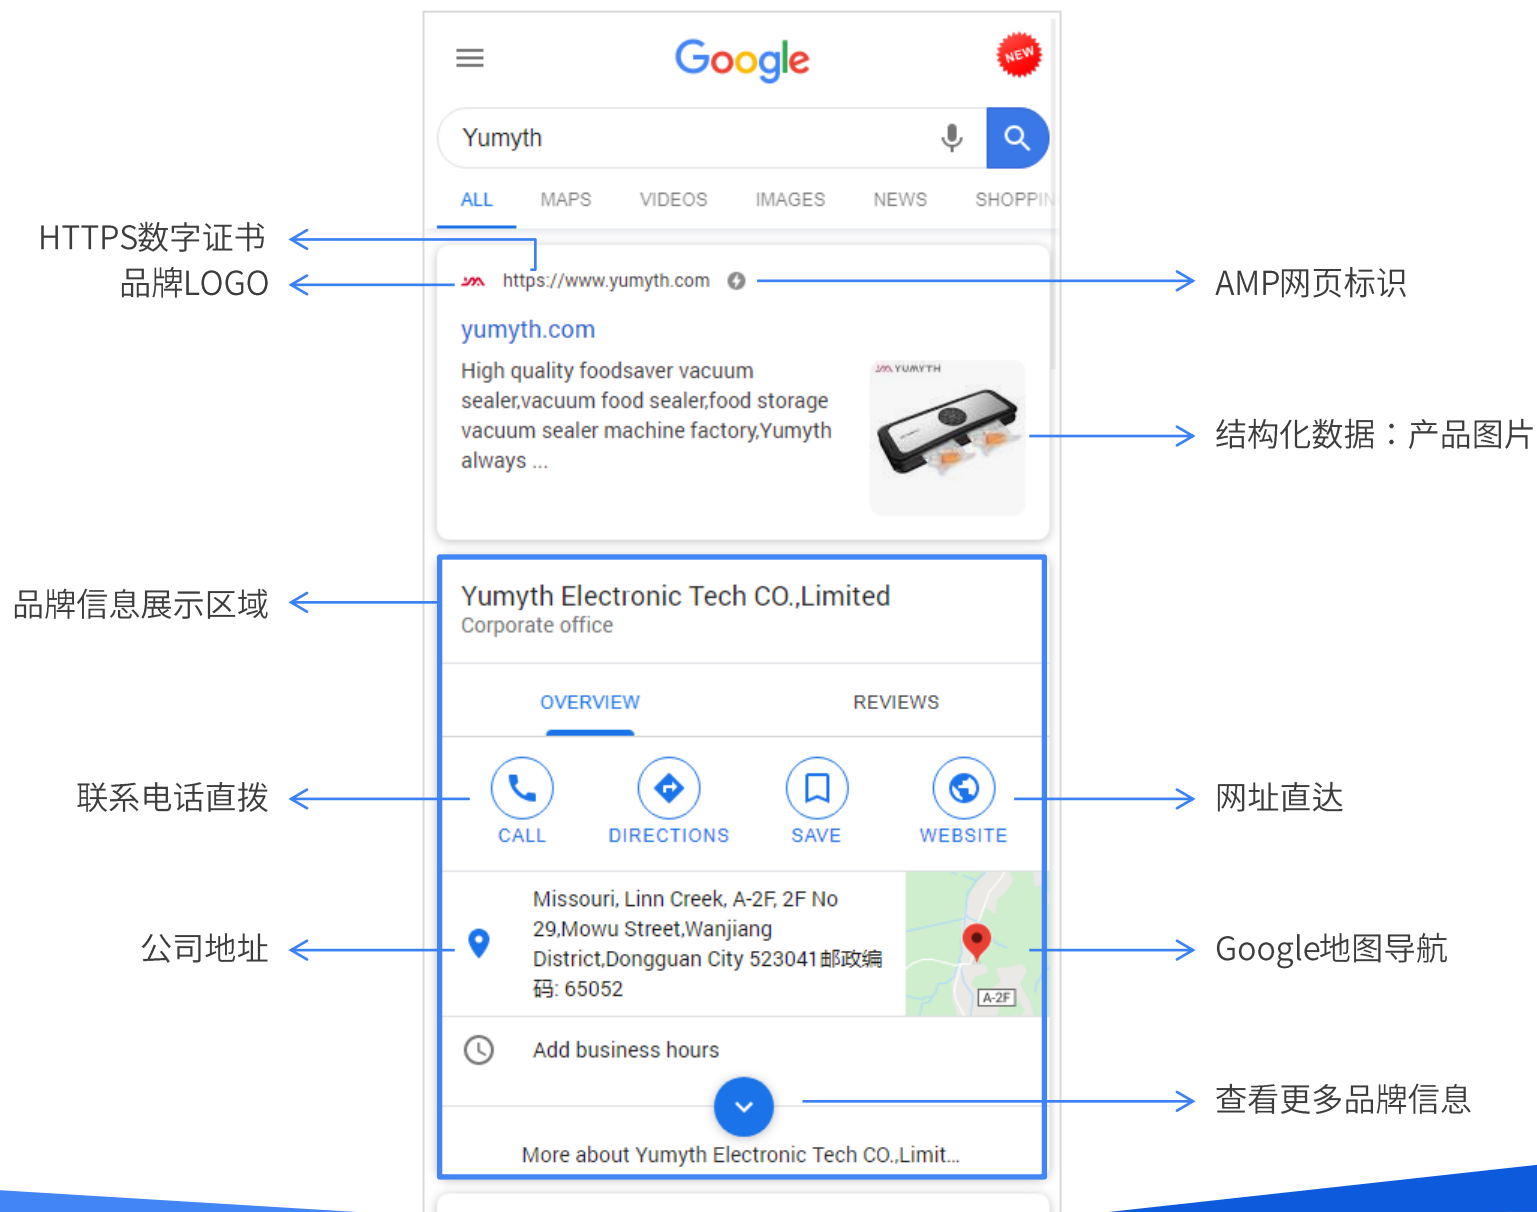 Google
NEW
Yumyth
ALL MAPS VIDEOS IMAGES NEWS SHOPPIN
HTTPS数字证书
品牌LOGO
https://www.yumyth.com
AMP网页标识
yumyth.com
High quality foodsaver vacuum
sealer,vacuum food sealer,food storage
vacuum sealer machine factory,Yumyth
always ...
YUMYTH
结构化数据：产品图片
品牌信息展示区域
Yumyth Electronic Tech CO.,Limited
Corporate office
OVERVIEW REVIEWS
联系电话直拨
CALL DIRECTIONS SAVE WEBSITE
网址直达
公司地址
Missouri, Linn Creek, A-2F, 2F No
29,Mowu Street,Wanjiang
District,Dongguan City 523041邮政编
码: 65052
A-2F
Google地图导航
Add business hours
查看更多品牌信息
More about Yumyth Electronic Tech CO.,Limit...